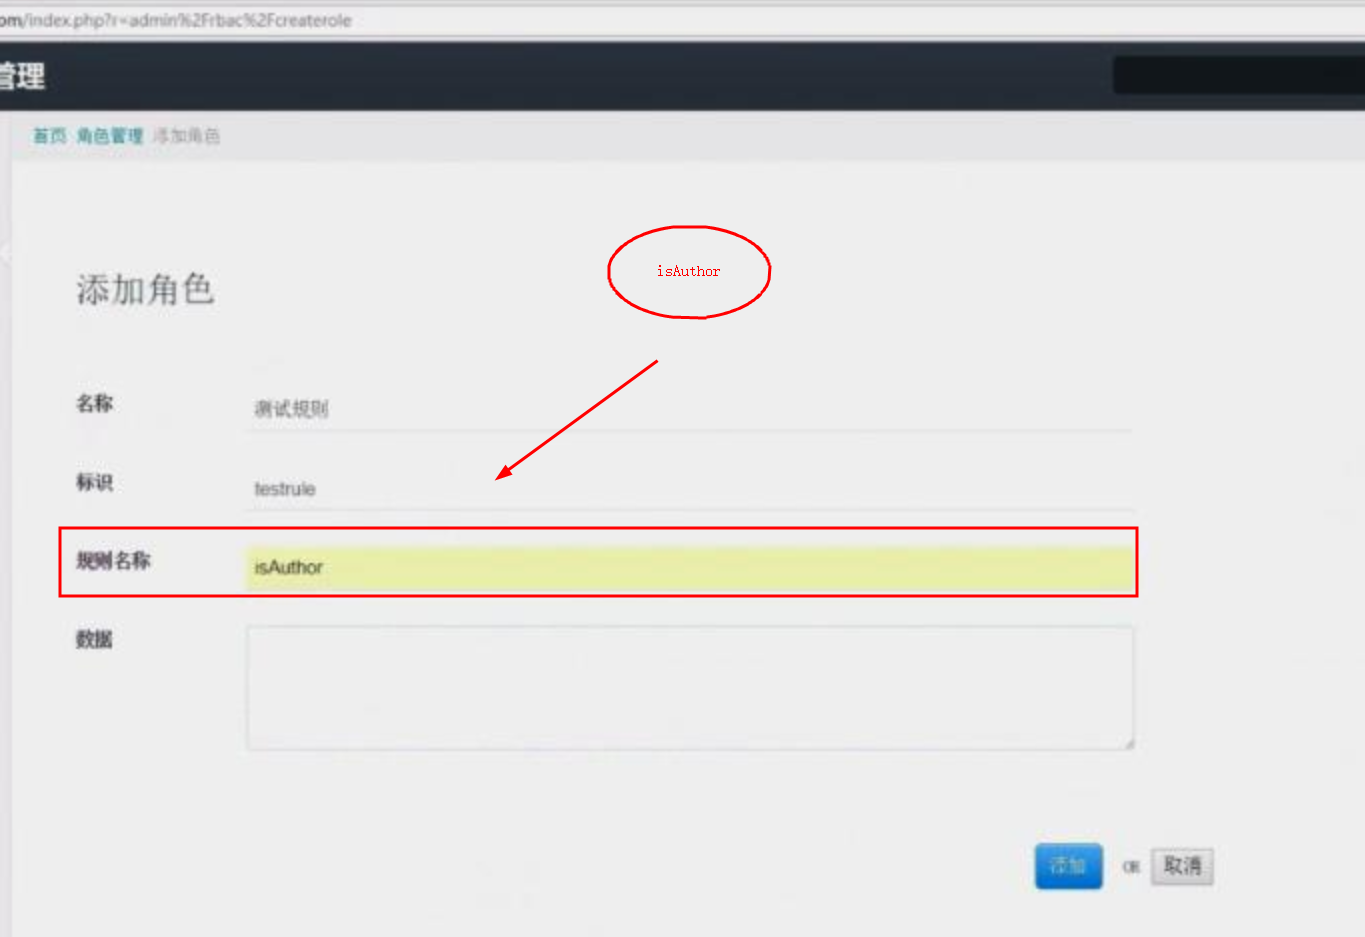 om/index.php?r=admin%2Frbac%2Fcreaterole
管理
首页 角色管理 添加角色
isAuthor
添加角色
名称 测试规则
标识 testrule
规则名称 isAuthor
数据
添加 OR 取消